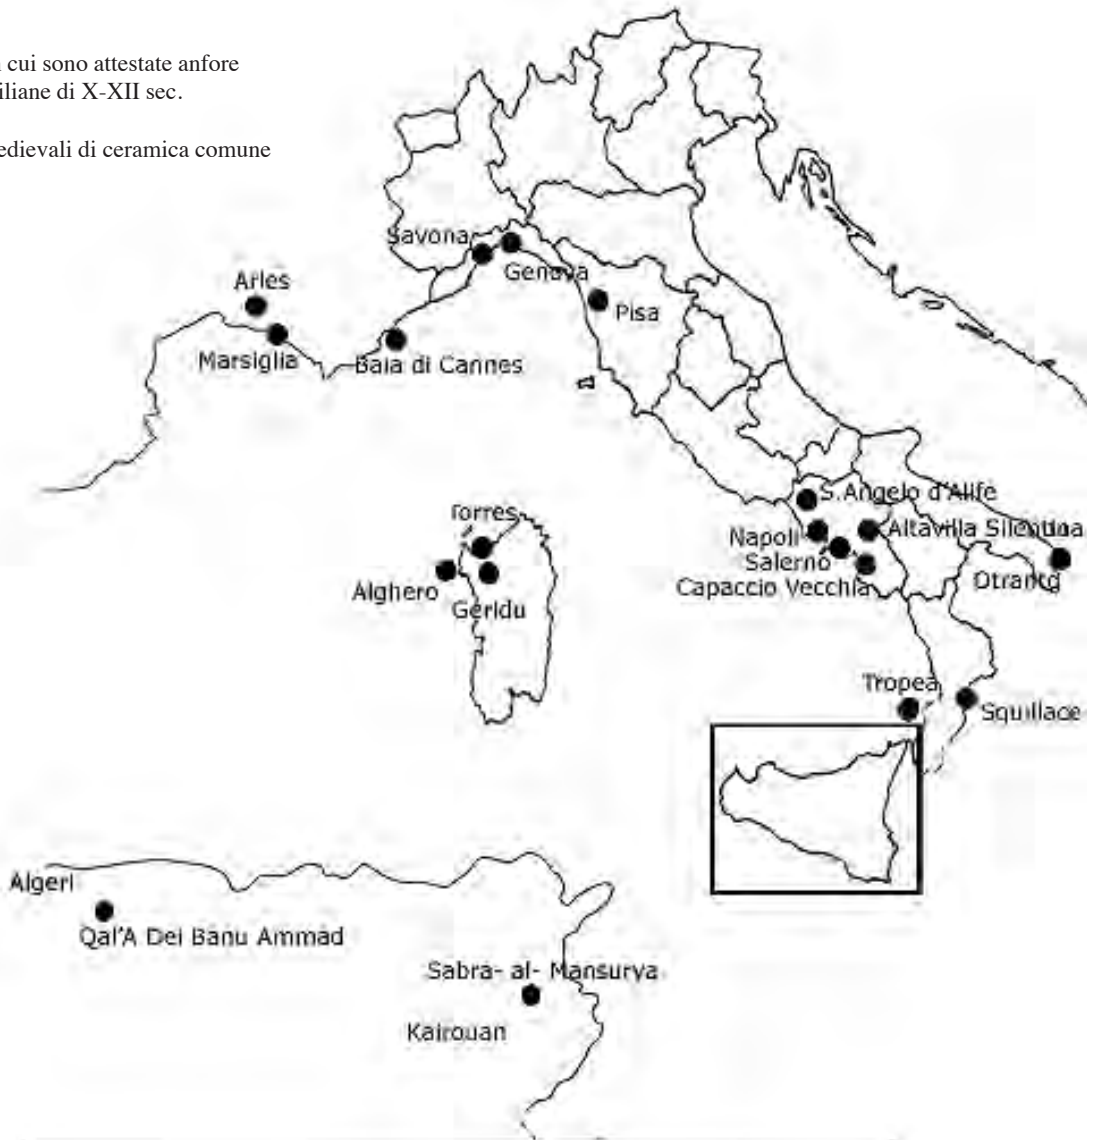 cui sono attestate anfore
iliane di X-XII sec.
edievali di ceramica comune
Savona
Genova
Arles
Pisa
Marsiglia
Baia di Cannes
S.Angelo d'Alife
Torres
Napoli
Altavilla Silentina
Salerno
Alghero
Geridu
Capaccio Vecchia
Otranto
Tropea
Squillace
Algeri
Qal'A Dei Banu Ammad
Sabra- al- Mansurya
Kairouan